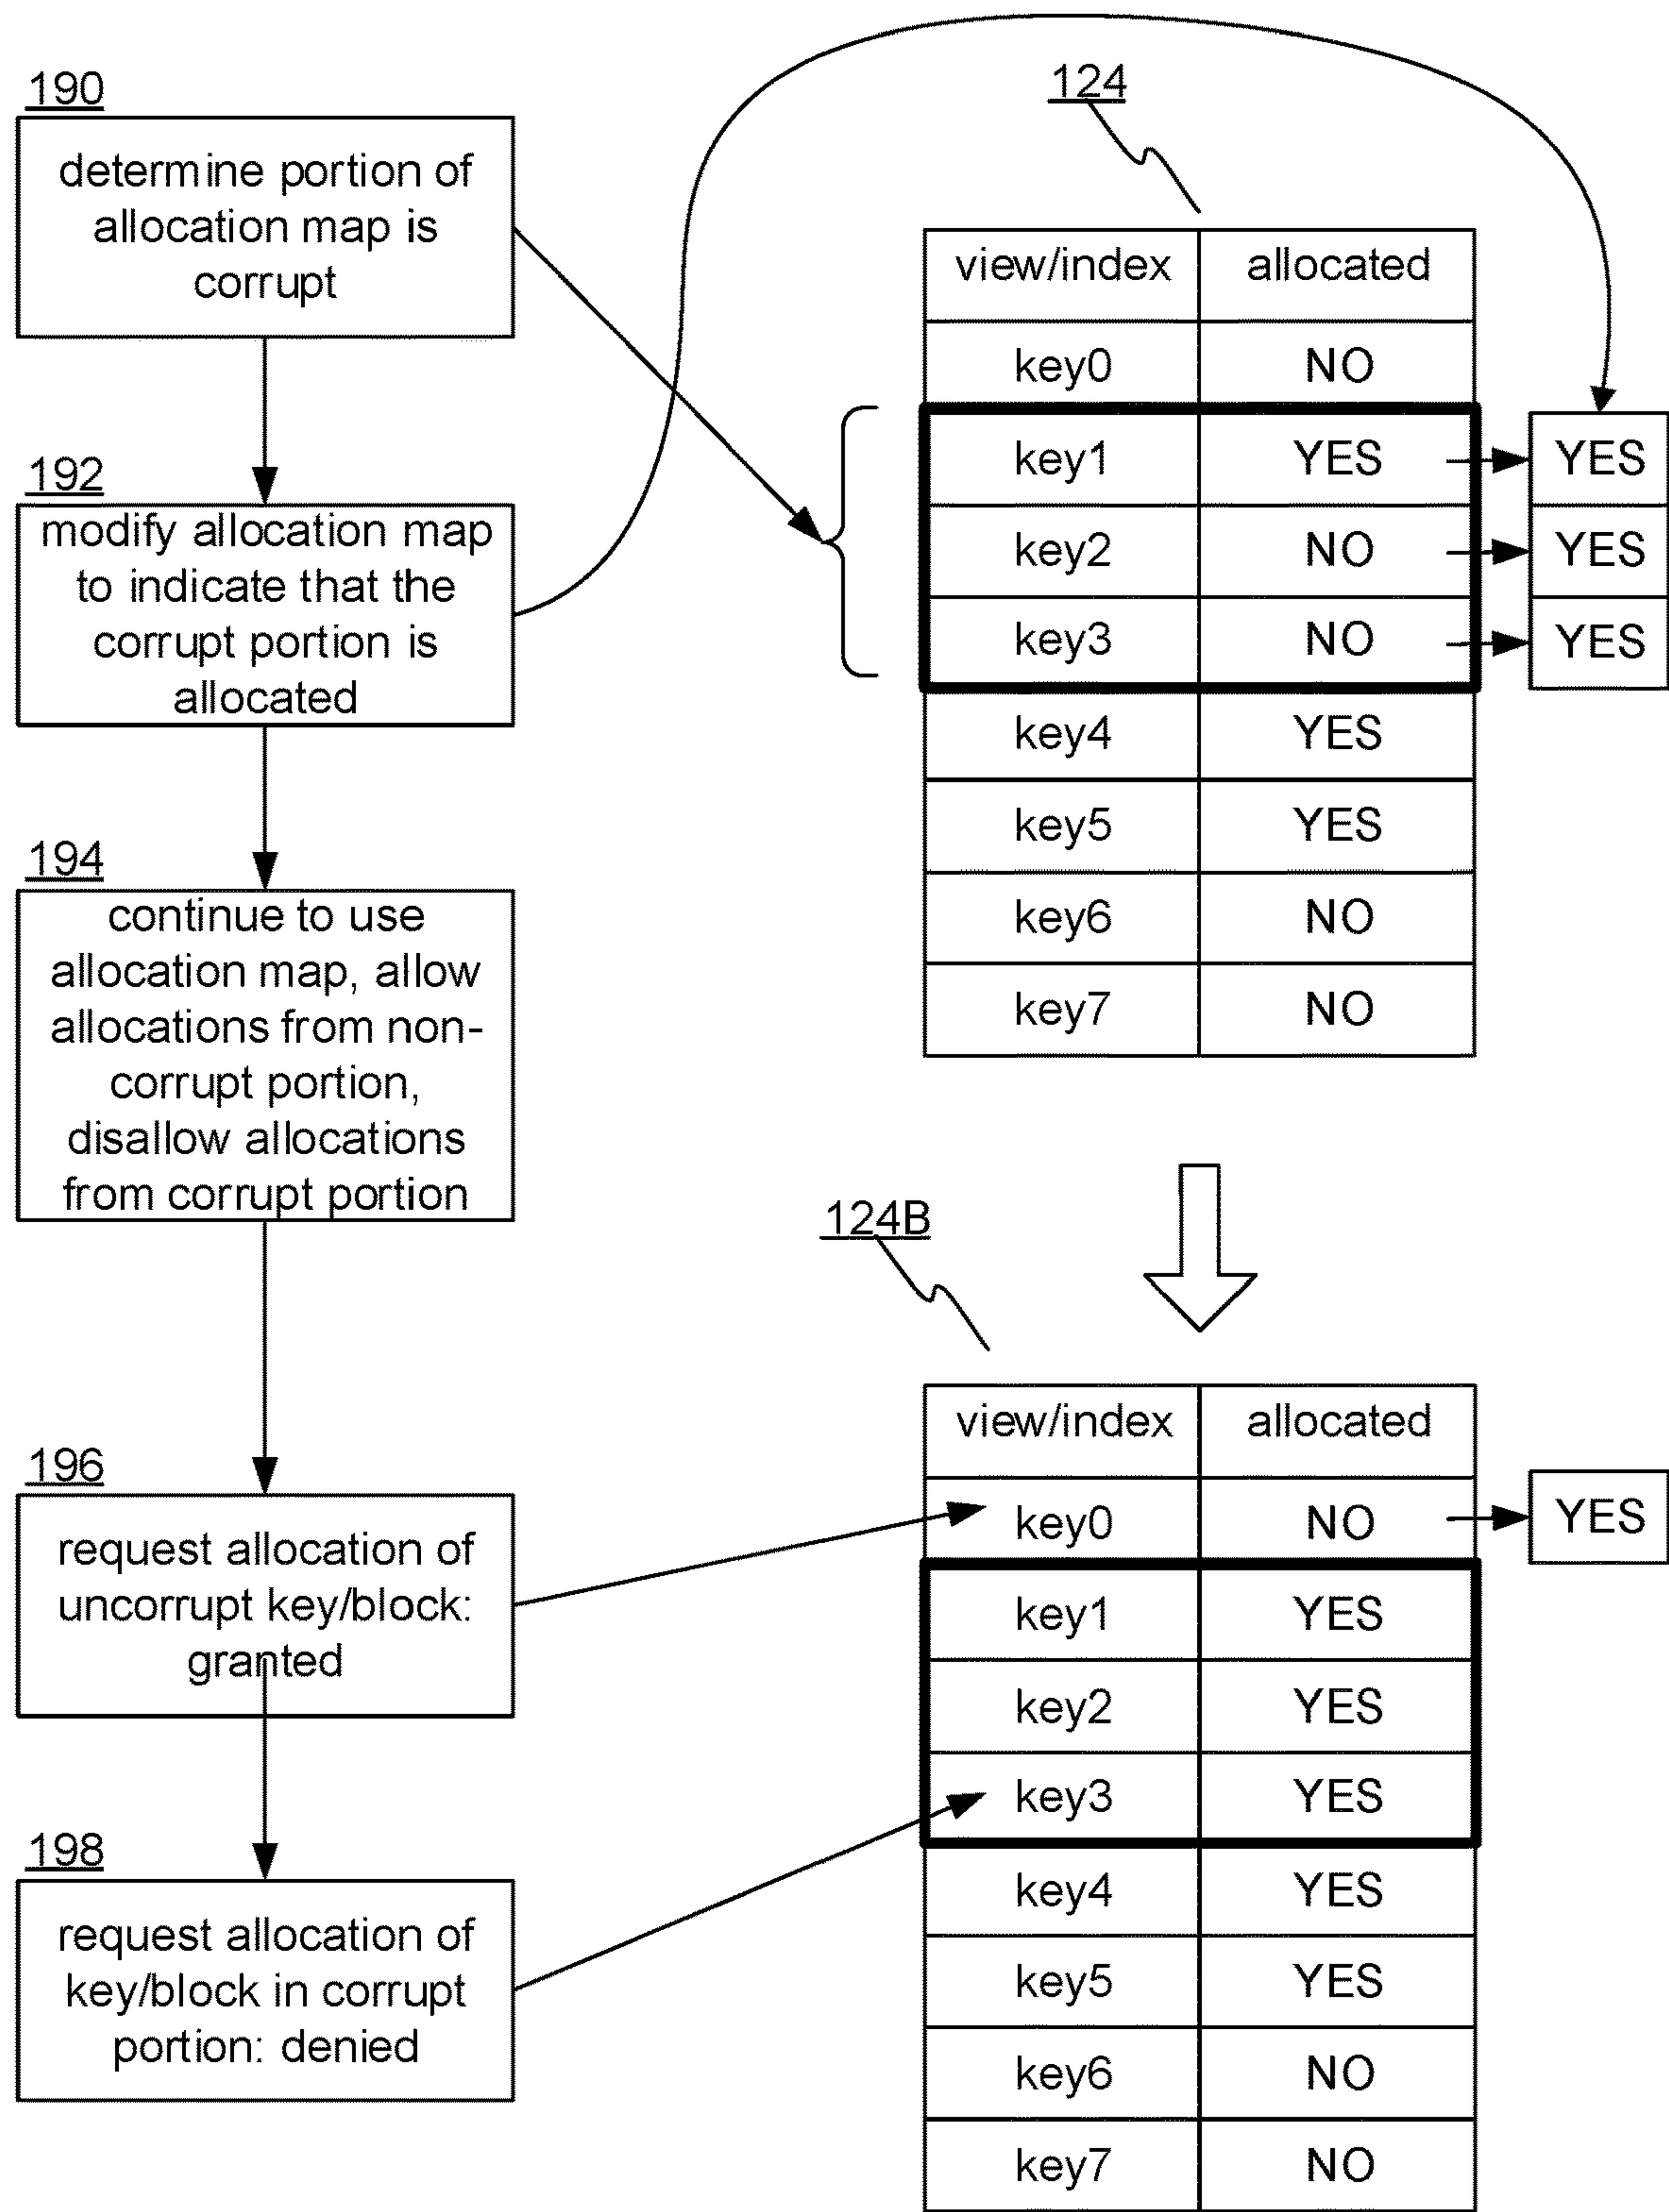 190
determine portion of
allocation map is
corrupt
192
modify allocation map
to indicate that the
corrupt portion is
allocated
194
continue to use
allocation map, allow
allocations from non-
corrupt portion,
disallow allocations
from corrupt portion
196
request allocation of
uncorrupt key/block:
granted
198
request allocation of
key/block in corrupt
portion: denied
124
view/index allocated
key0 NO
key1 YES YES
key2 NO YES
key3 NO YES
key4 YES
key5 YES
key6 NO
key7 NO
124B
view/index allocated
key0 NO YES
key1 YES
key2 YES
key3 YES
key4 YES
key5 YES
key6 NO
key7 NO